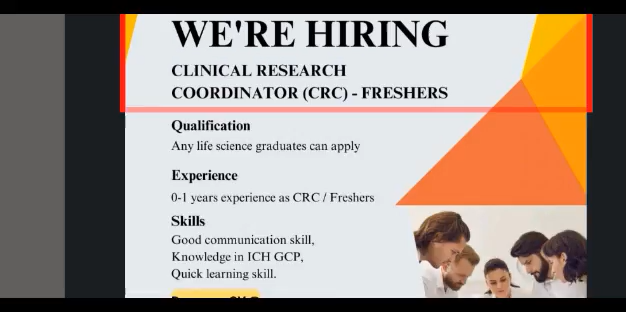 WE'RE HIRING
CLINICAL RESEARCH
COORDINATOR (CRC) - FRESHERS
Qualification
Any life science graduates can apply
Experience
0-1 years experience as CRC / Freshers
Skills
Good communication skill,
Knowledge in ICH GCP,
Quick learning skill.